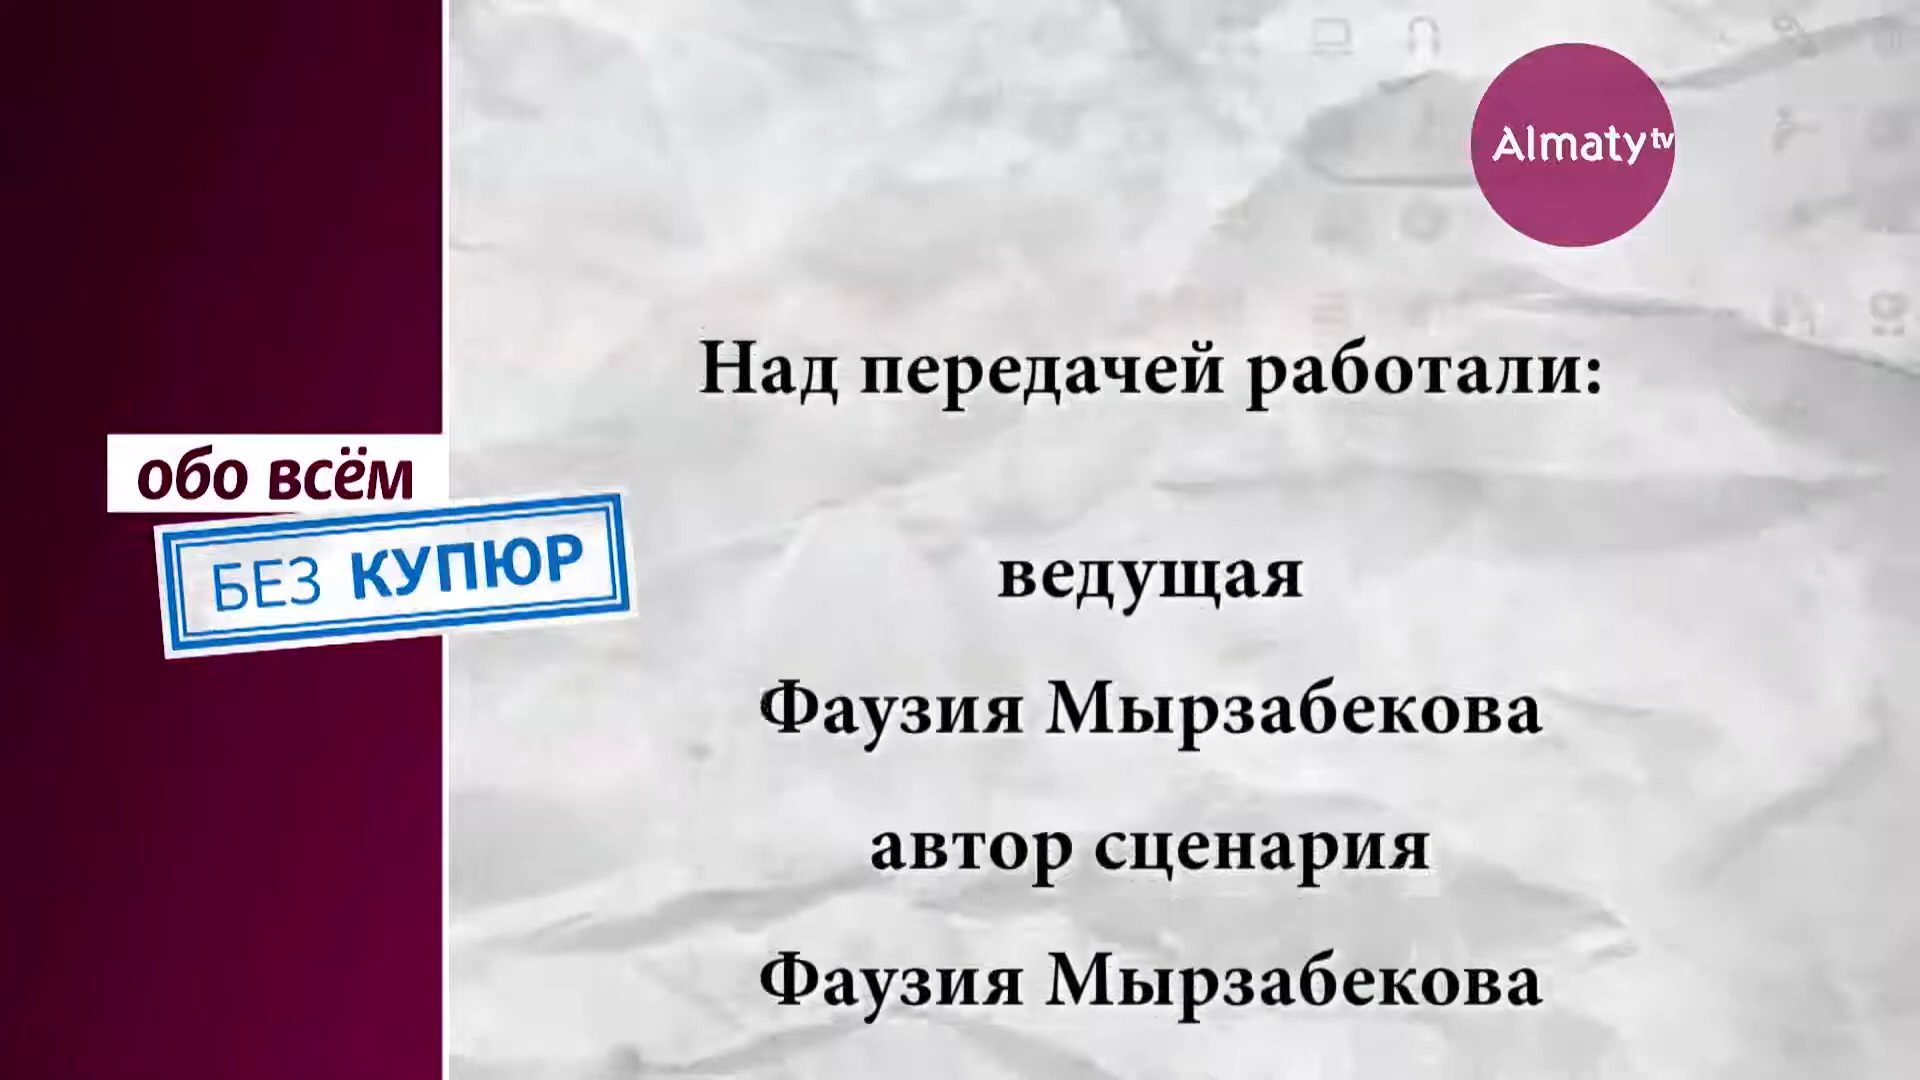 Almaty tv
Над передачей работали:
обо всём
БЕЗ КУПЮР
ведущая
Фаузия Мырзабекова
автор сценария
Фаузия Мырзабекова